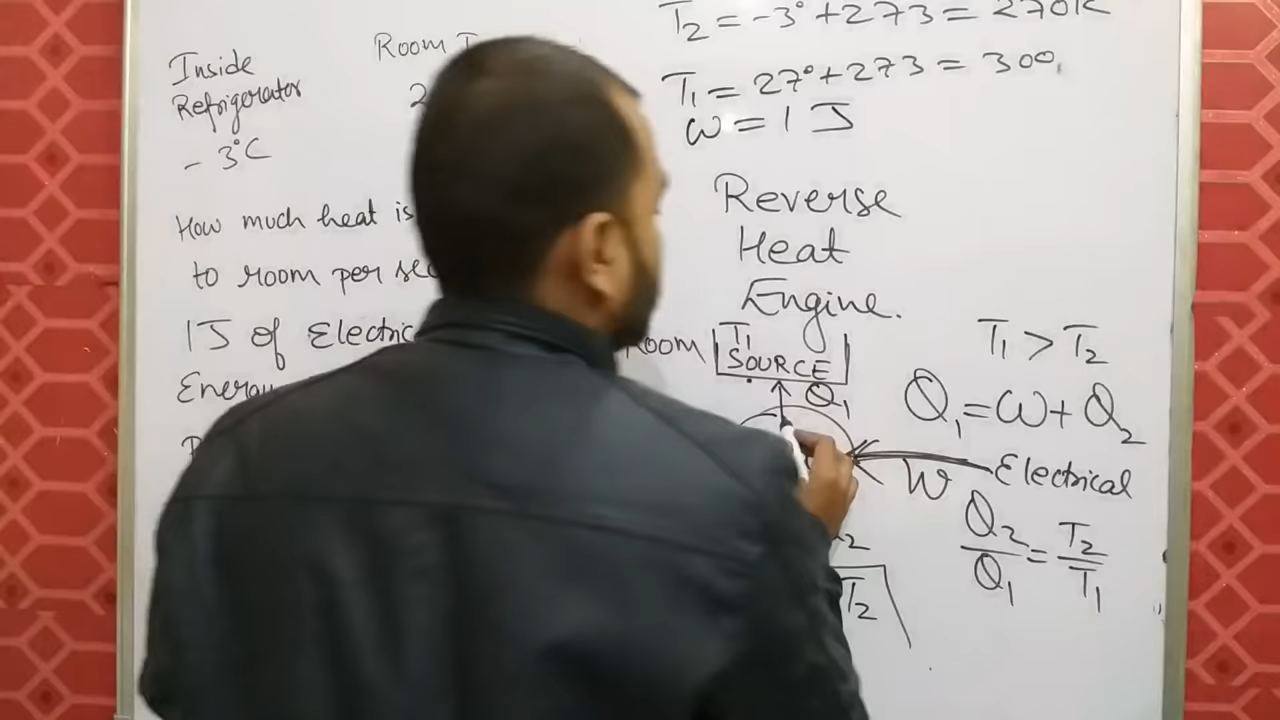 Inside
Refrigerator
- 3°C
Room
2
How much heat is
to room per sec
1J of Electric
Energy
T₂ = -3° + 273 = 270K
T₁ = 27° + 273 = 300
W = 1 J
Reverse
Heat
Engine.
Room
T₁
SOURCE
Q₁
T₁ > T₂
Q₁ = W + Q₂
W
Electrical
Q₂/Q₁ = T₂/T₁
T₂